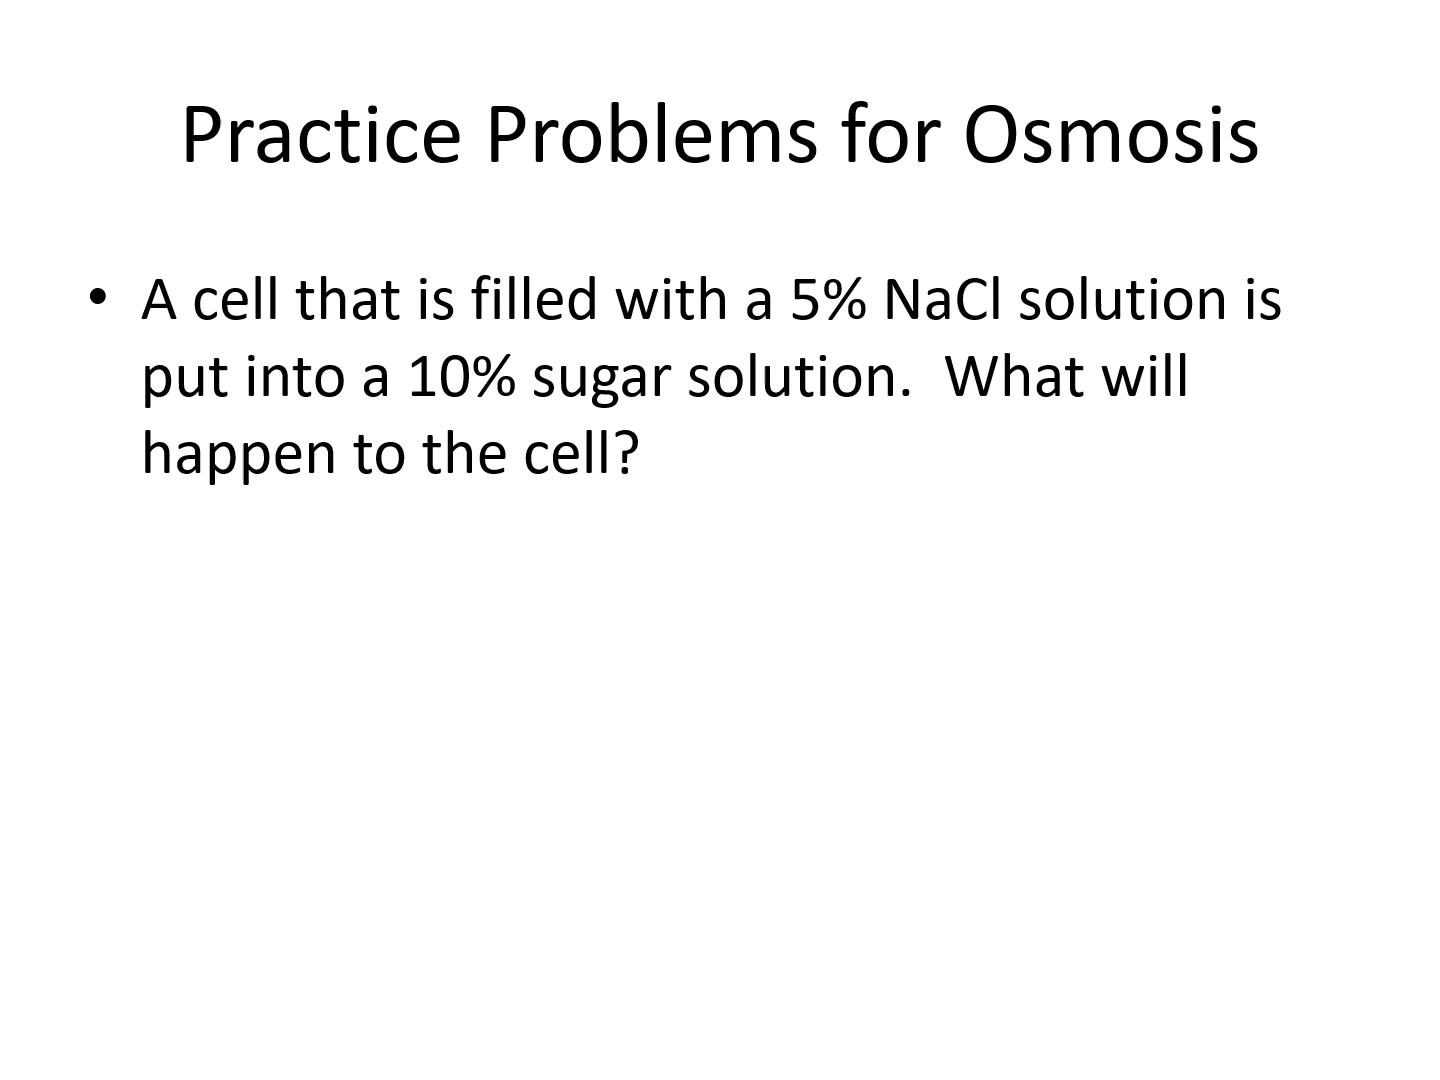 Practice Problems for Osmosis
• A cell that is filled with a 5% NaCl solution is
put into a 10% sugar solution.  What will
happen to the cell?